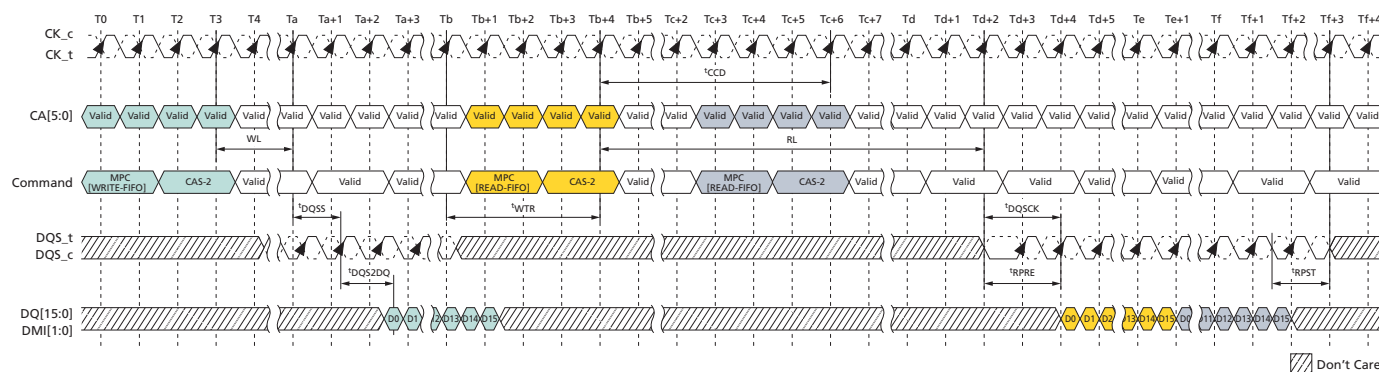 T0 T1 T2 T3 T4 Ta Ta+1 Ta+2 Ta+3 Tb Tb+1 Tb+2 Tb+3 Tb+4 Tb+5 Tc+2 Tc+3 Tc+4 Tc+5 Tc+6 Tc+7 Td Td+1 Td+2 Td+3 Td+4 Td+5 Te Te+1 Tf Tf+1 Tf+2 Tf+3 Tf+4
CK_c
CK_t
tCCD
CA[5:0] Valid Valid Valid Valid Valid Valid Valid Valid Valid Valid Valid Valid Valid Valid Valid Valid Valid Valid Valid Valid Valid Valid Valid Valid Valid Valid Valid Valid Valid Valid Valid Valid Valid Valid
WL RL
Command MPC [WRITE-FIFO] CAS-2 Valid Valid Valid MPC [READ-FIFO] CAS-2 Valid MPC [READ-FIFO] CAS-2 Valid Valid Valid Valid Valid Valid
tDQSS tWTR tDQSCK
DQS_t
DQS_c
tDQS2DQ tRPRE tRPST
DQ[15:0]
DMI[1:0]
D0 D1 D13 D14 D15 D0 D1 D2 D14 D15 D0 D12 D13 D14 D15
Don't Care